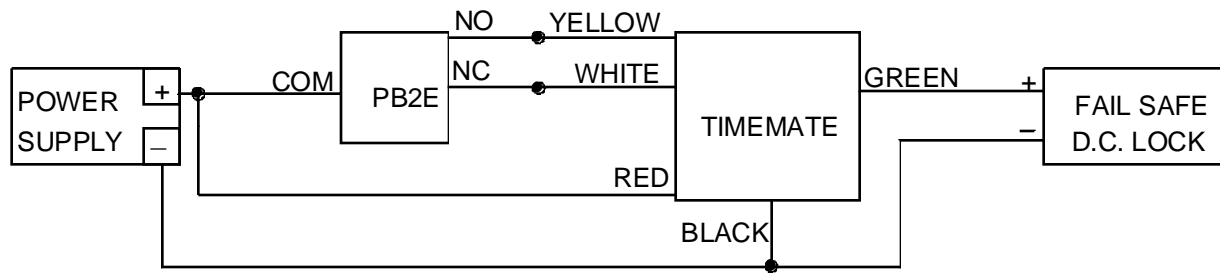 NO
YELLOW
COM
PB2E
NC
WHITE
RED
TIMEMATE
BLACK
GREEN
POWER +
SUPPLY –
+
–
FAIL SAFE
D.C. LOCK